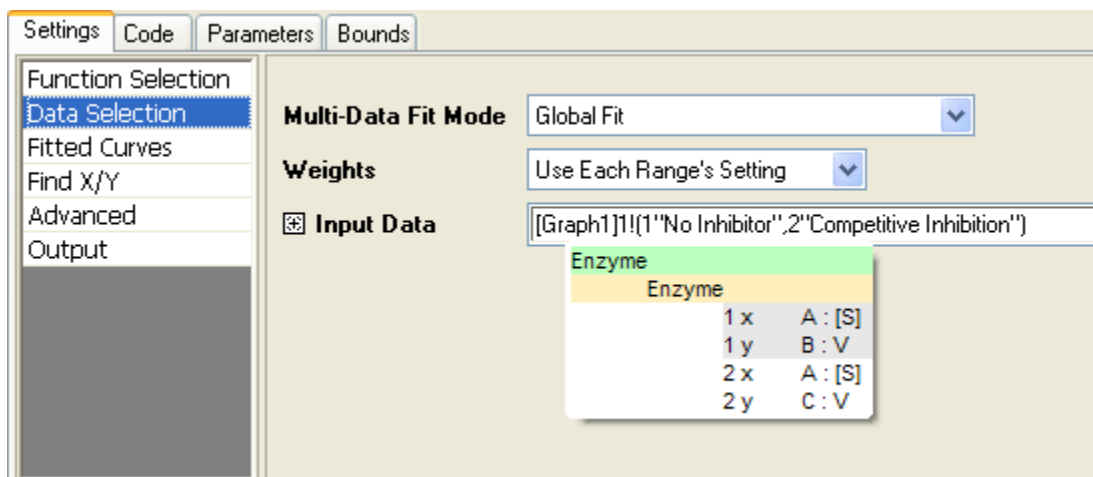 Settings Code Parameters Bounds
Function Selection
Data Selection
Fitted Curves
Find X/Y
Advanced
Output
Multi-Data Fit Mode Global Fit
Weights Use Each Range's Setting
Input Data [Graph1]1!(1"No Inhibitor",2"Competitive Inhibition")
Enzyme
Enzyme
1 x A : [S]
1 y B : V
2 x A : [S]
2 y C : V